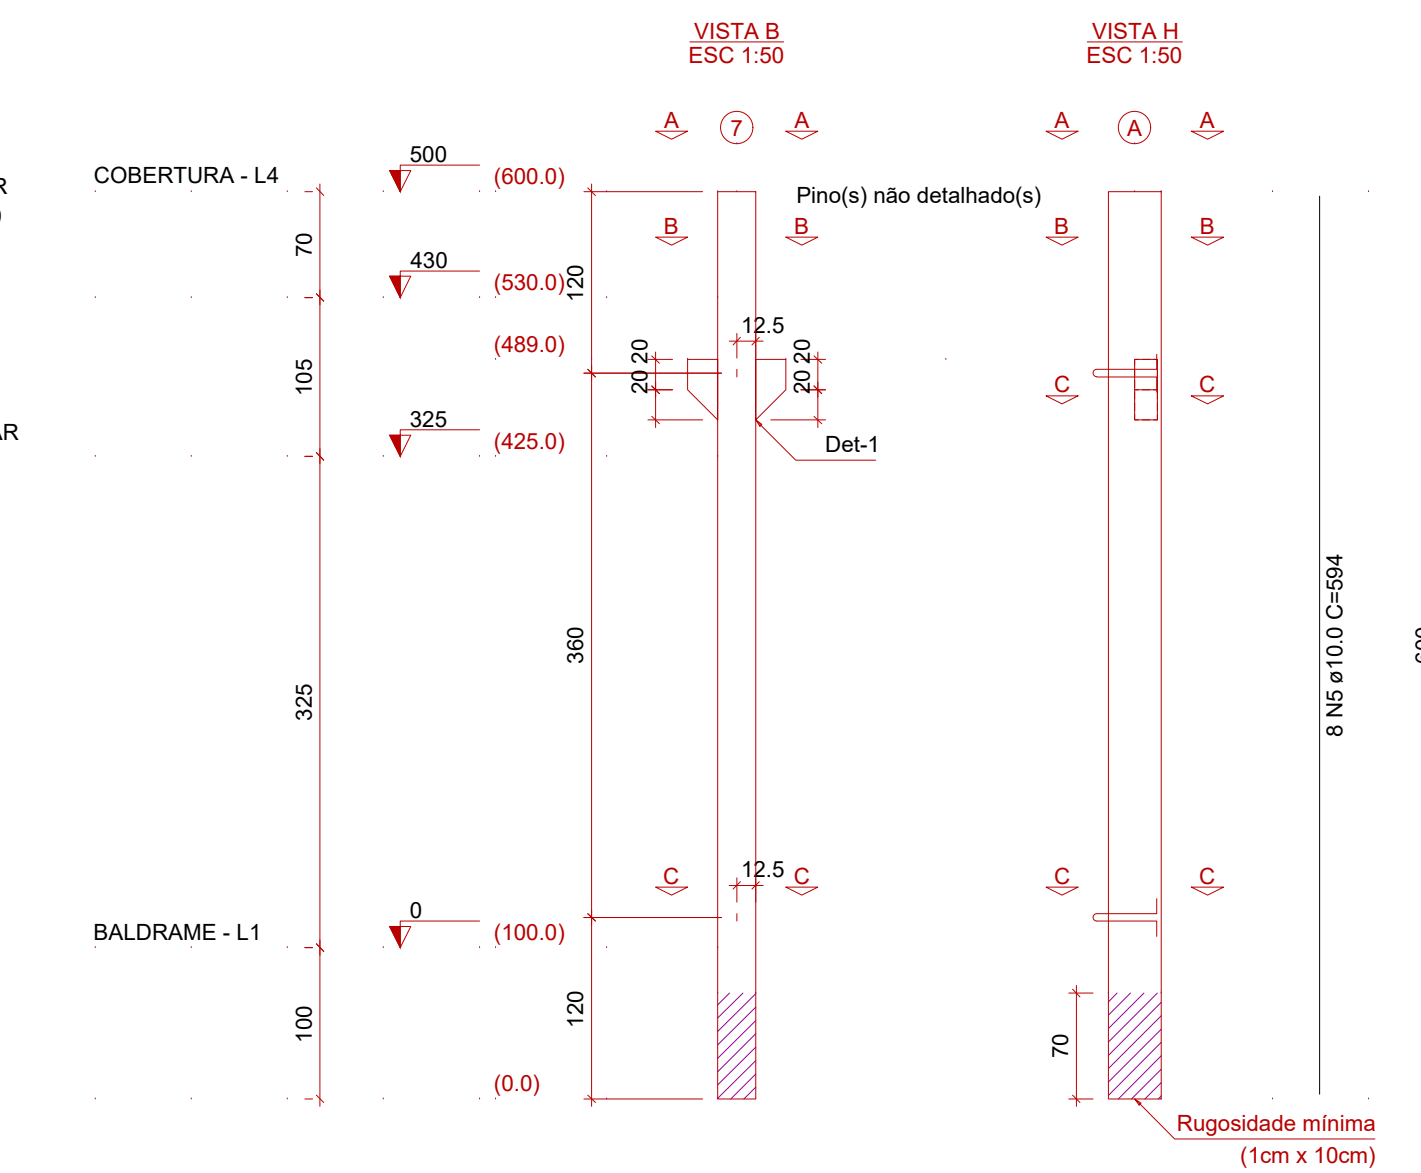 VISTA B
ESC 1:50
VISTA H
ESC 1:50
A
7
A
A
A
A
COBERTURA - L4
500
(600.0)
Pino(s) não detalhado(s)
R
B
B
B
B
70
430
(530.0)
120
12.5
(489.0)
20
20
20
20
105
C
C
325
(425.0)
AR
Det-1
360
325
8 N5 ø10.0 C=594
600
12.5
C
C
C
C
0
BALDRAME - L1
(100.0)
100
120
70
(0.0)
Rugosidade mínima
(1cm x 10cm)